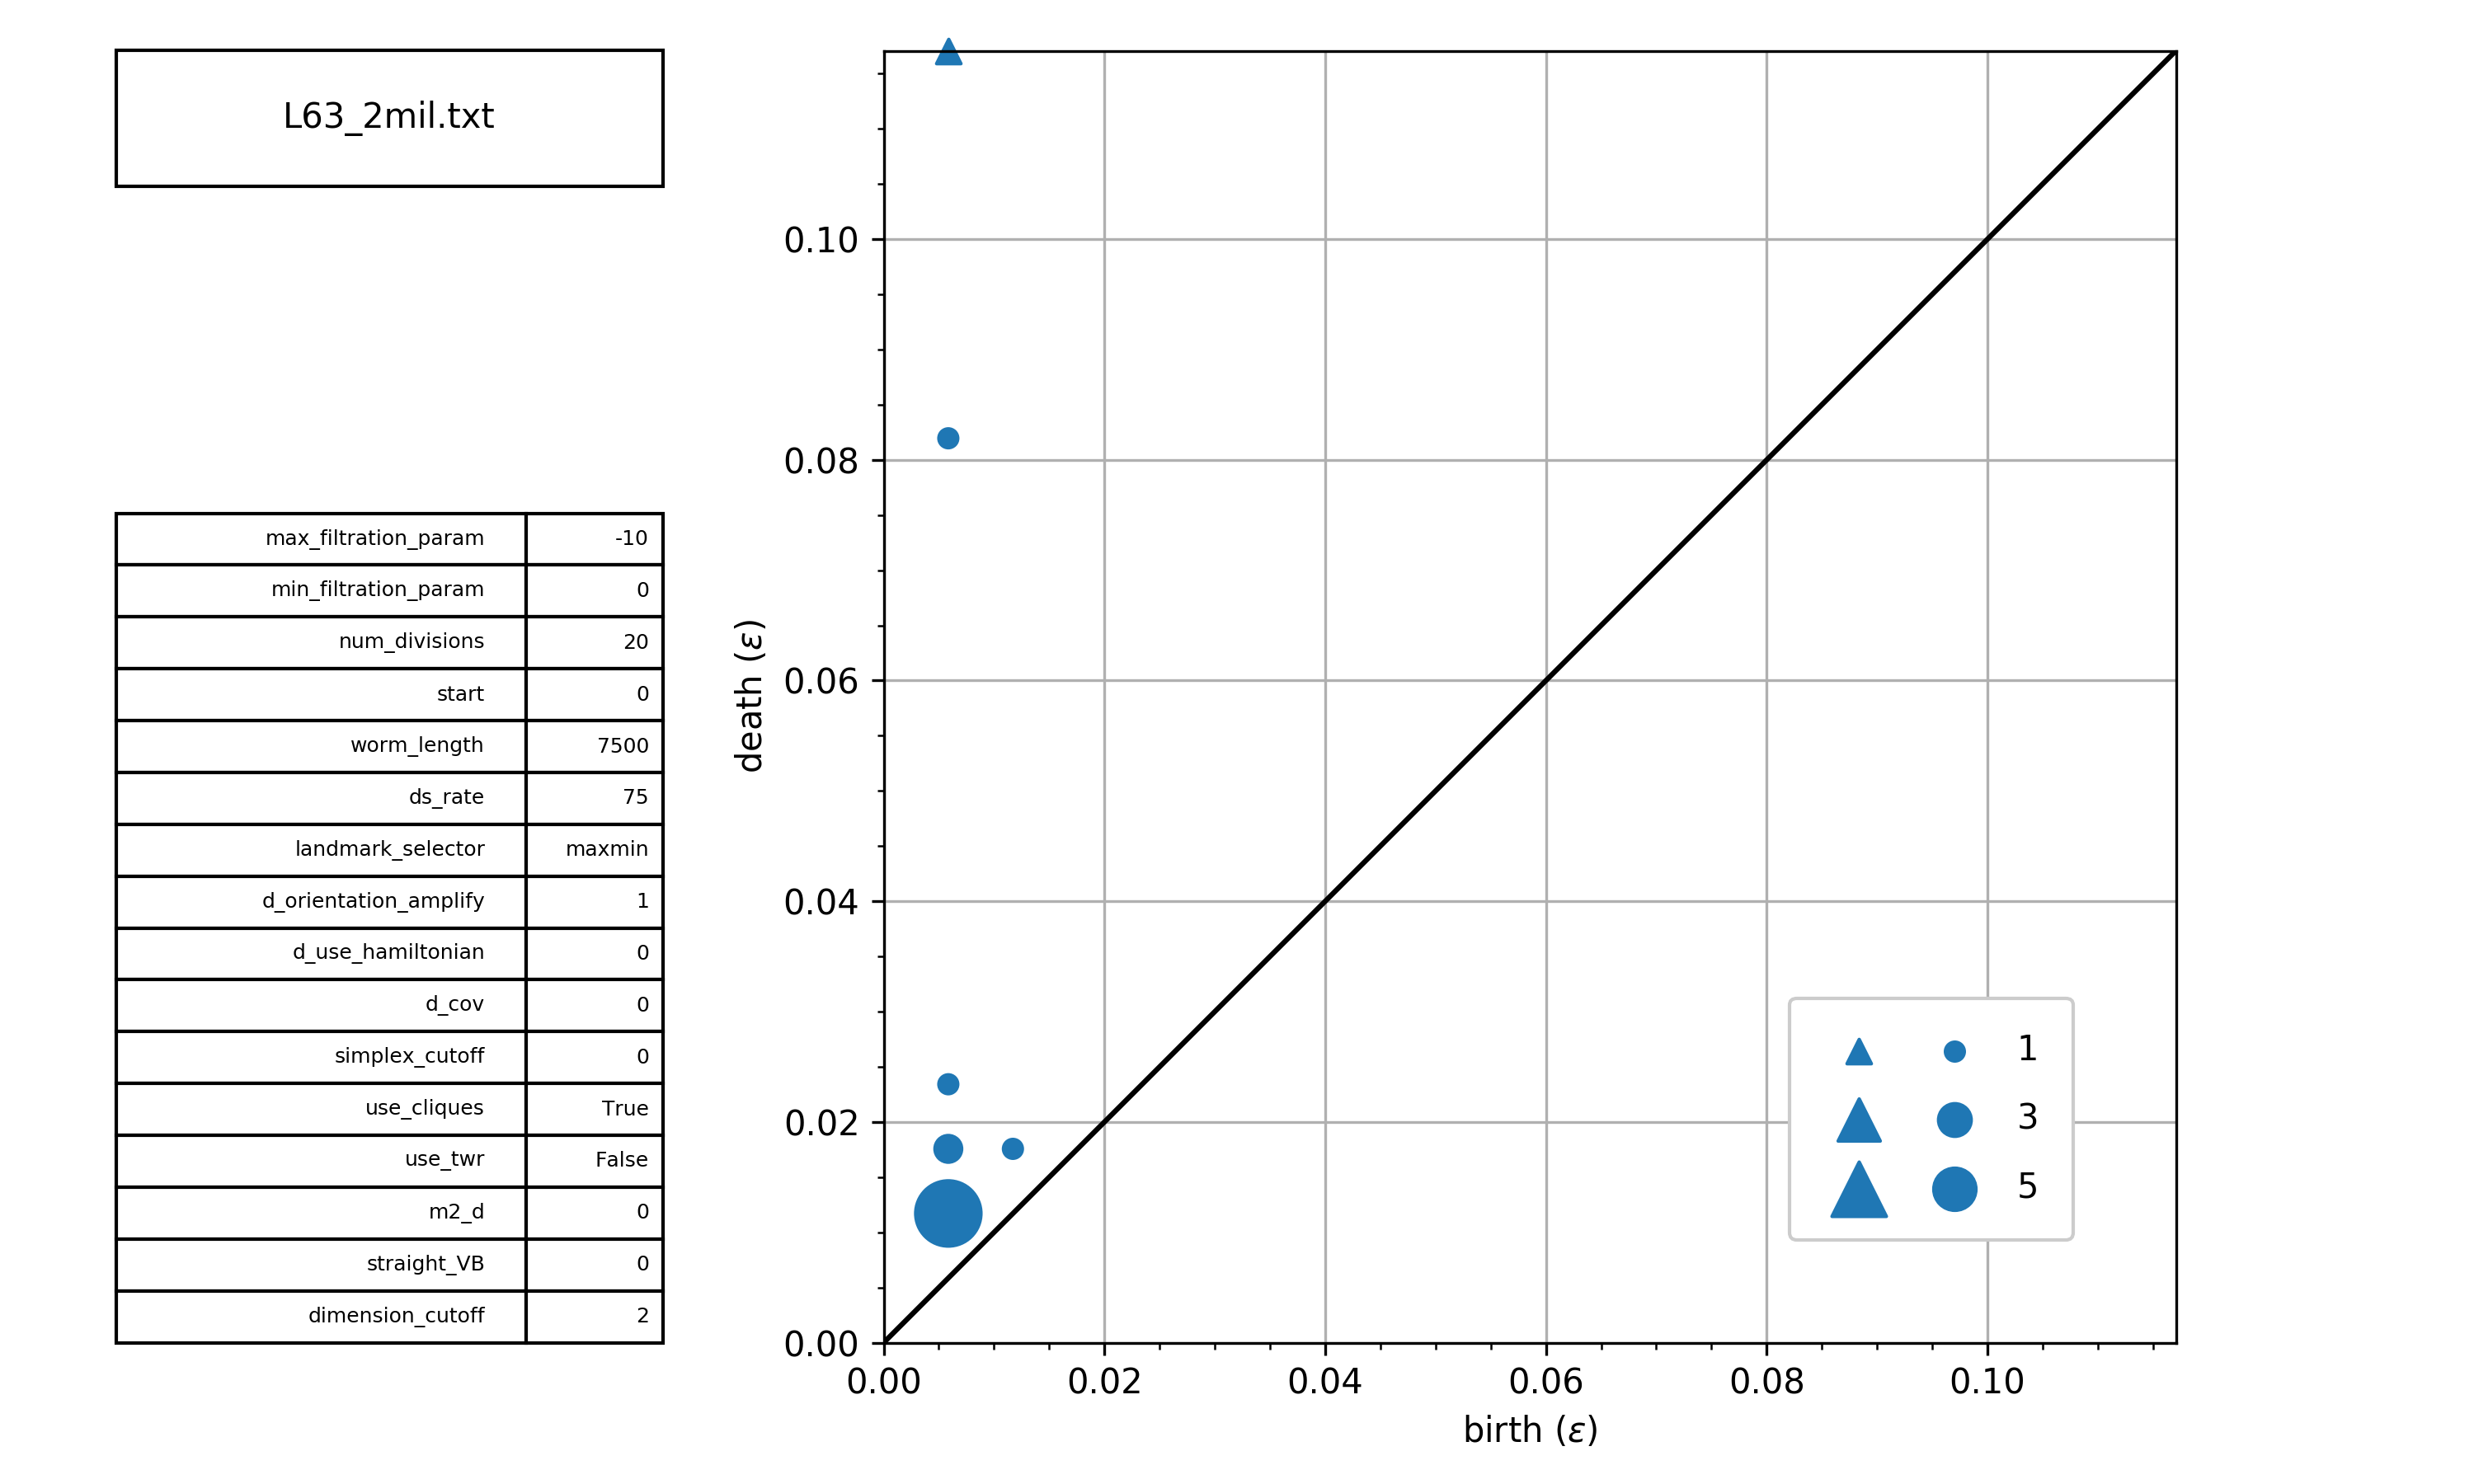 L63_2mil.txt
max_filtration_param -10
min_filtration_param 0
num_divisions 20
start 0
worm_length 7500
ds_rate 75
landmark_selector maxmin
d_orientation_amplify 1
d_use_hamiltonian 0
d_cov 0
simplex_cutoff 0
use_cliques True
use_twr False
m2_d 0
straight_VB 0
dimension_cutoff 2
death (ε)
0.10
0.08
0.06
0.04
0.02
0.00
0.00 0.02 0.04 0.06 0.08 0.10
birth (ε)
1
3
5